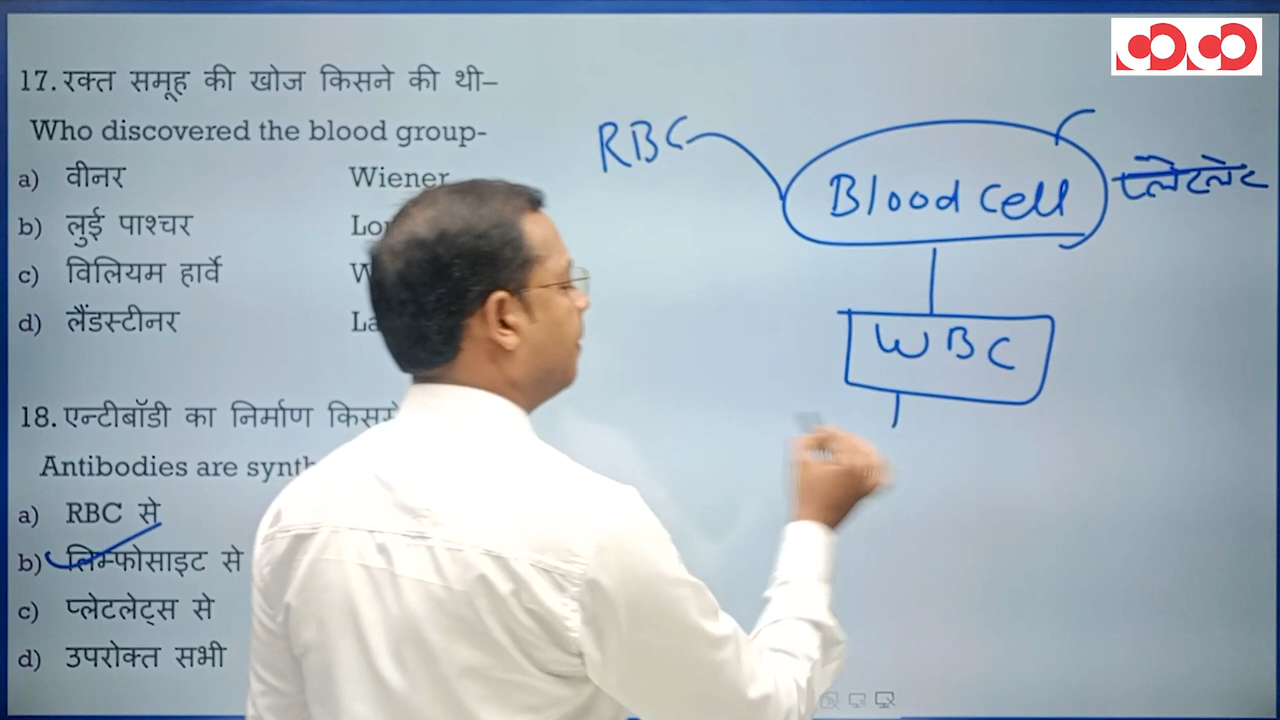 17. रक्त समूह की खोज किसने की थी–
Who discovered the blood group-
a) वीनर Wiener
b) लुई पाश्चर
c) विलियम हार्वे
d) लैंडस्टीनर
18. एन्टीबॉडी का निर्माण
Antibodies are
a) RBC से
b) लिम्फोसाइट से
c) प्लेटलेट्स से
d) उपरोक्त सभी
RBC
Blood Cell
प्लेटलेट
WBC